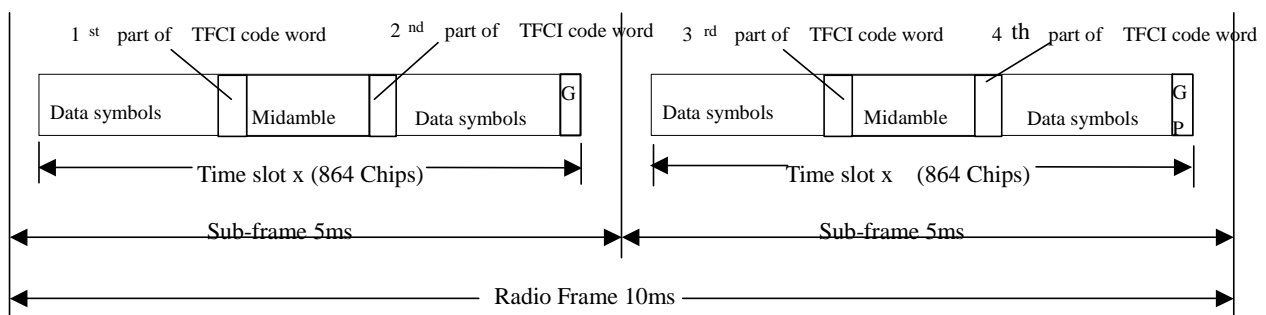 1 st part of TFCI code word 2 nd part of TFCI code word 3 rd part of TFCI code word 4 th part of TFCI code word
G G
Data symbols Midamble Data symbols Data symbols Midamble Data symbols
P
Time slot x (864 Chips) Time slot x (864 Chips)
Sub-frame 5ms Sub-frame 5ms
Radio Frame 10ms